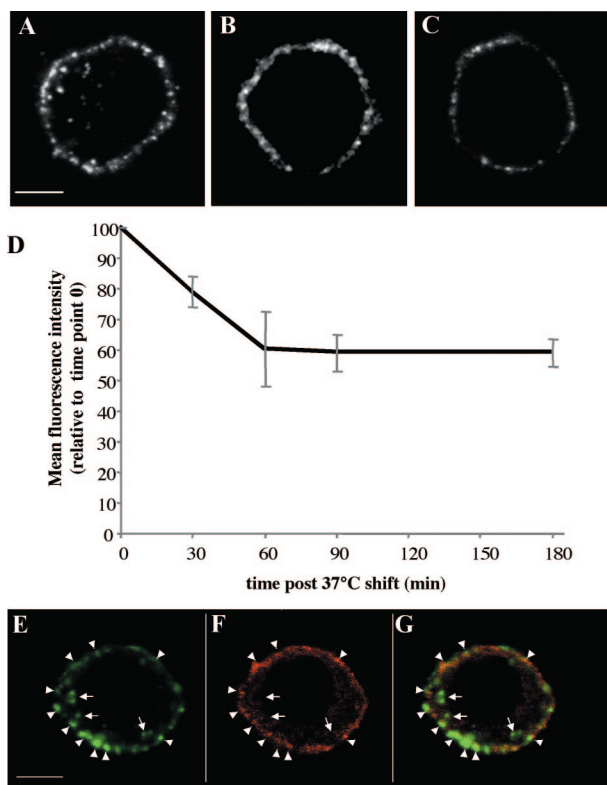 A
B
C
D
Mean fluorescence intensity
(relative to time point 0)
100
90
80
70
60
50
40
30
20
10
0
0 30 60 90 120 150 180
time post 37°C shift (min)
E
F
G